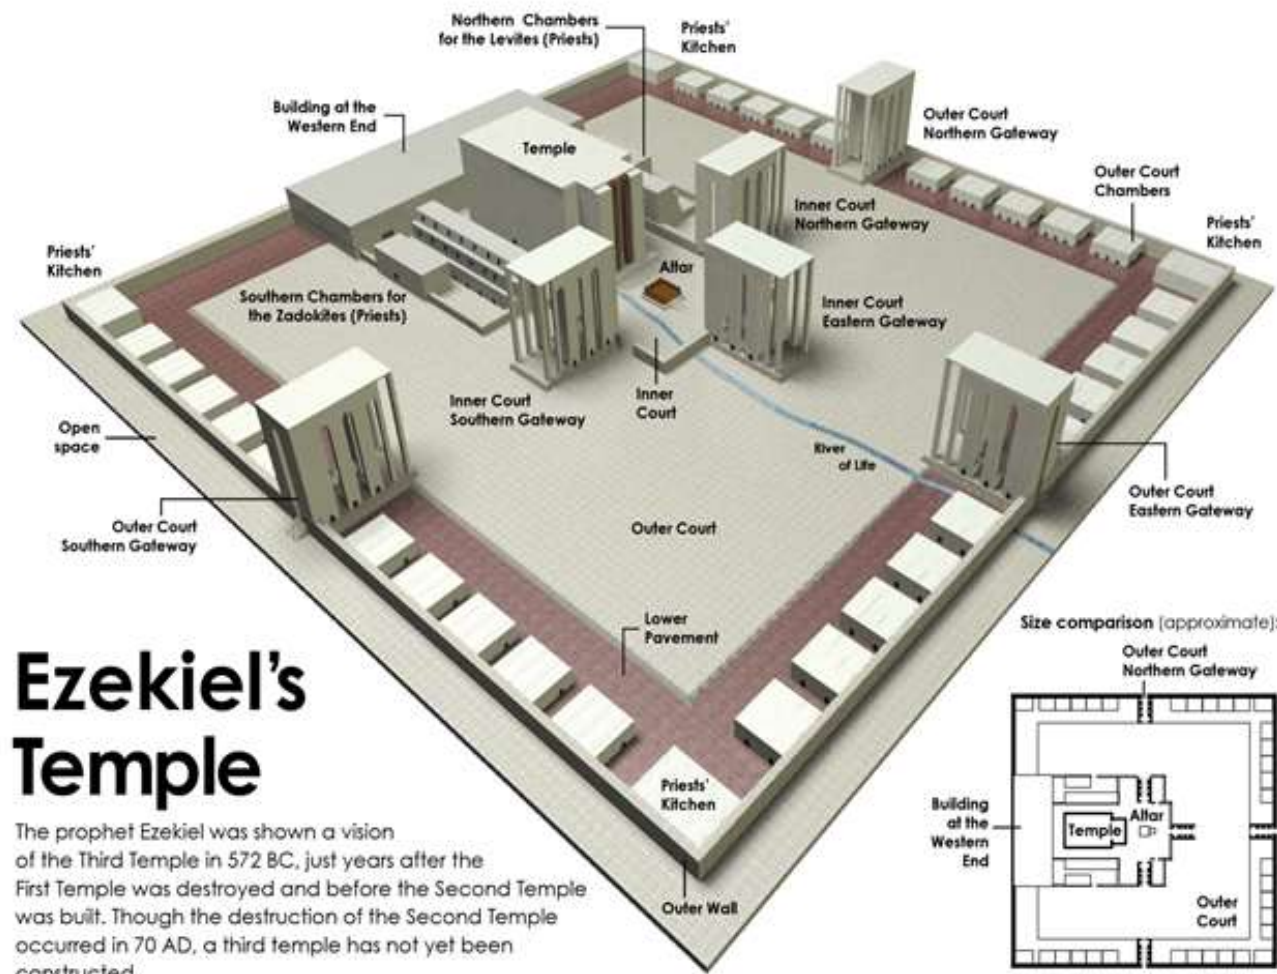 Northern Chambers
for the Levites (Priests)
Priests'
Kitchen
Building at the
Western End
Temple
Outer Court
Northern Gateway
Outer Court
Chambers
Inner Court
Northern Gateway
Priests'
Kitchen
Priests'
Kitchen
Altar
Southern Chambers for
the Zadokites (Priests)
Inner Court
Eastern Gateway
Inner Court
Southern Gateway
Inner
Court
Open
space
River
of Life
Outer Court
Eastern Gateway
Outer Court
Southern Gateway
Outer Court
Lower
Pavement
Priests'
Kitchen
Outer Wall
Ezekiel's
Temple
The prophet Ezekiel was shown a vision
of the Third Temple in 572 BC, just years after the
First Temple was destroyed and before the Second Temple
was built. Though the destruction of the Second Temple
occurred in 70 AD, a third temple has not yet been
constructed
Size comparison (approximate):
Outer Court
Northern Gateway
Building
at the
Western
End
Temple
Altar
Outer
Court